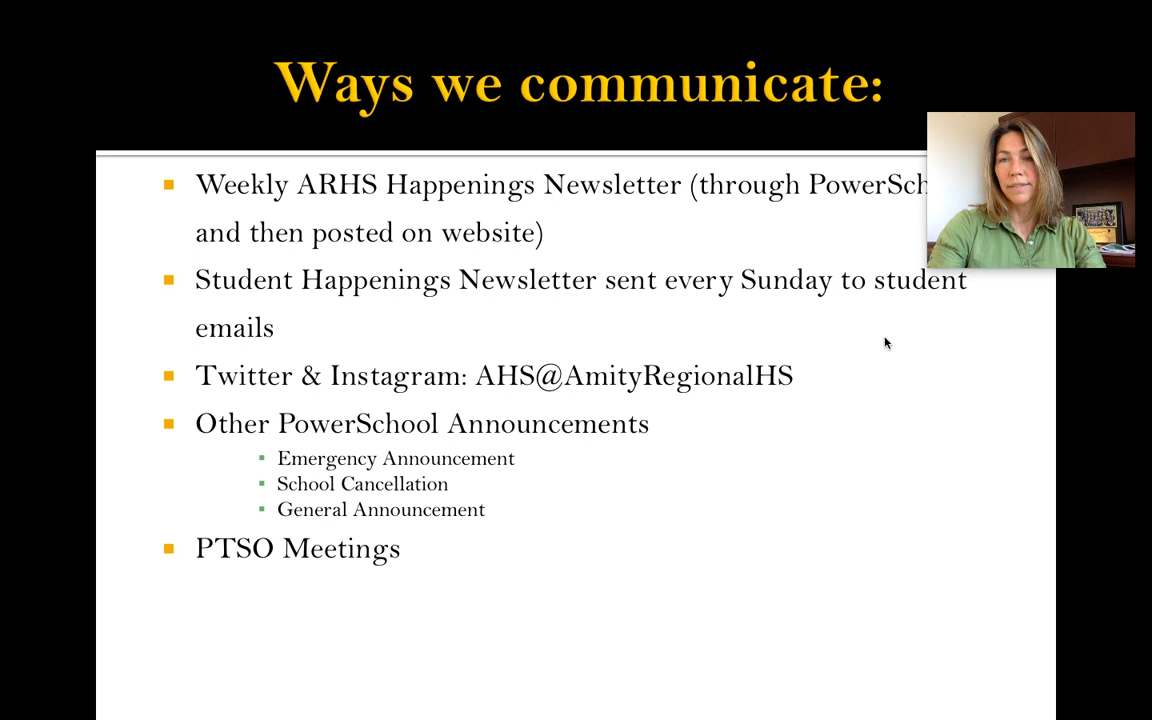 Ways we communicate:
Weekly ARHS Happenings Newsletter (through
and then posted on website)
Student Happenings Newsletter sent every Sunday to student
emails
Twitter & Instagram: AHS@AmityRegionalHS
Other PowerSchool Announcements
Emergency Announcement
School Cancellation
General Announcement
PTSO Meetings